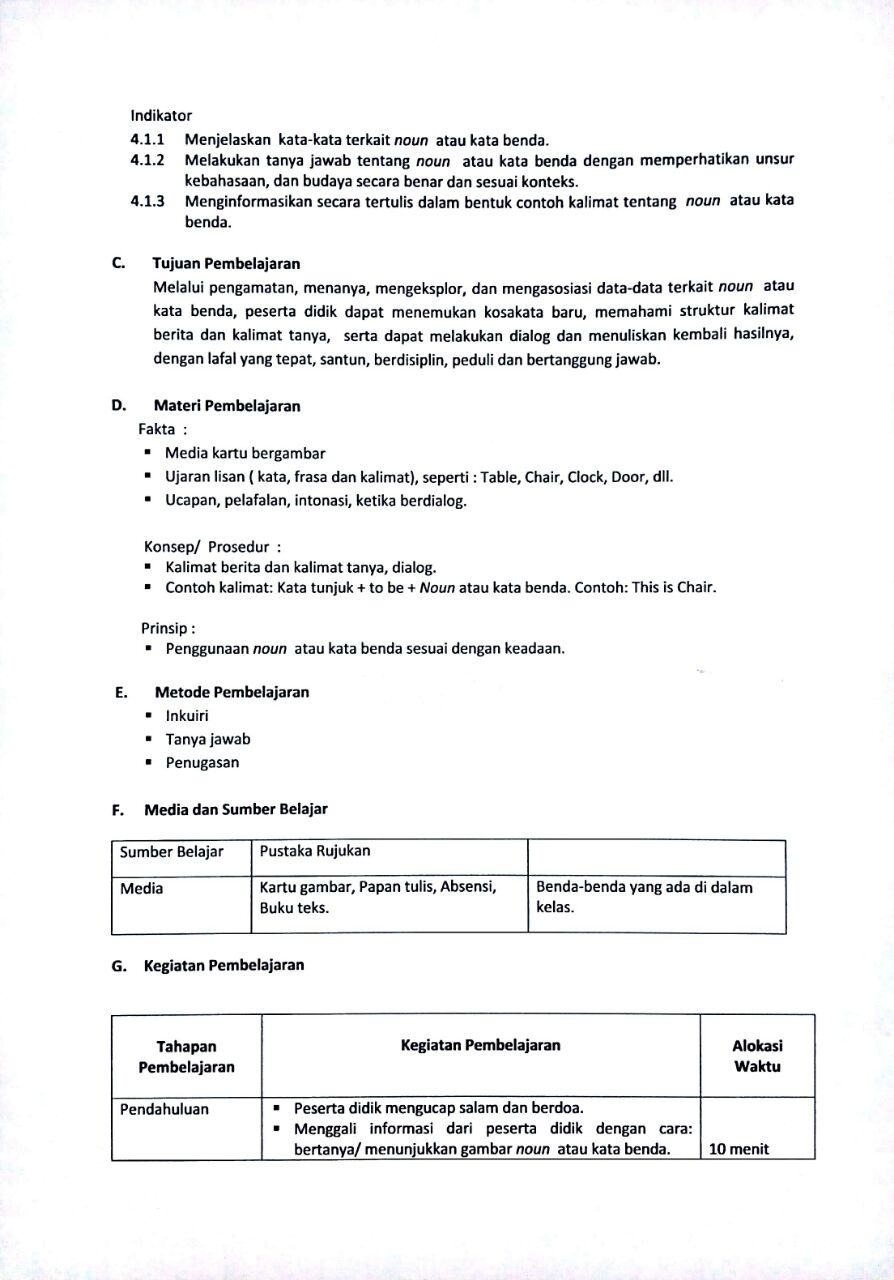 Indikator
4.1.1 Menjelaskan kata-kata terkait noun atau kata benda.
4.1.2 Melakukan tanya jawab tentang noun atau kata benda dengan memperhatikan unsur
kebahasaan, dan budaya secara benar dan sesuai konteks.
4.1.3 Menginformasikan secara tertulis dalam bentuk contoh kalimat tentang noun atau kata
benda.
C. Tujuan Pembelajaran
Melalui pengamatan, menanya, mengeksplor, dan mengasosiasi data-data terkait noun atau
kata benda, peserta didik dapat menemukan kosakata baru, memahami struktur kalimat
berita dan kalimat tanya, serta dapat melakukan dialog dan menuliskan kembali hasilnya,
dengan lafal yang tepat, santun, berdisiplin, peduli dan bertanggung jawab.
D. Materi Pembelajaran
Fakta :
▪ Media kartu bergambar
▪ Ujaran lisan ( kata, frasa dan kalimat), seperti : Table, Chair, Clock, Door, dll.
▪ Ucapan, pelafalan, intonasi, ketika berdialog.
Konsep/ Prosedur :
▪ Kalimat berita dan kalimat tanya, dialog.
▪ Contoh kalimat: Kata tunjuk + to be + Noun atau kata benda. Contoh: This is Chair.
Prinsip :
▪ Penggunaan noun atau kata benda sesuai dengan keadaan.
E. Metode Pembelajaran
▪ Inkuiri
▪ Tanya jawab
▪ Penugasan
F. Media dan Sumber Belajar
Sumber Belajar Pustaka Rujukan
Media Kartu gambar, Papan tulis, Absensi, Benda-benda yang ada di dalam
Buku teks. kelas.
G. Kegiatan Pembelajaran
Tahapan Kegiatan Pembelajaran Alokasi
Pembelajaran Waktu
Pendahuluan ▪ Peserta didik mengucap salam dan berdoa.
▪ Menggali informasi dari peserta didik dengan cara:
bertanya/ menunjukkan gambar noun atau kata benda. 10 menit